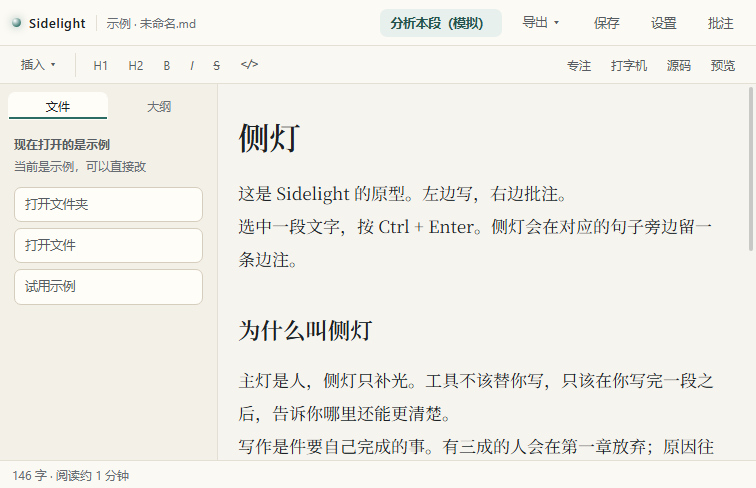 Sidelight 示例 · 未命名.md 分析本段（模拟） 导出 保存 设置 批注
插入 H1 H2 B I S </> 专注 打字机 源码 预览
文件 大纲
现在打开的是示例
当前是示例，可以直接改
打开文件夹
打开文件
试用示例
侧灯
这是 Sidelight 的原型。左边写，右边批注。
选中一段文字，按 Ctrl + Enter。侧灯会在对应的句子旁边留一
条边注。
为什么叫侧灯
主灯是人，侧灯只补光。工具不该替你写，只该在你写完一段之
后，告诉你哪里还能更清楚。
写作是件要自己完成的事。有三成的人会在第一章放弃；原因往
146 字 · 阅读约 1 分钟